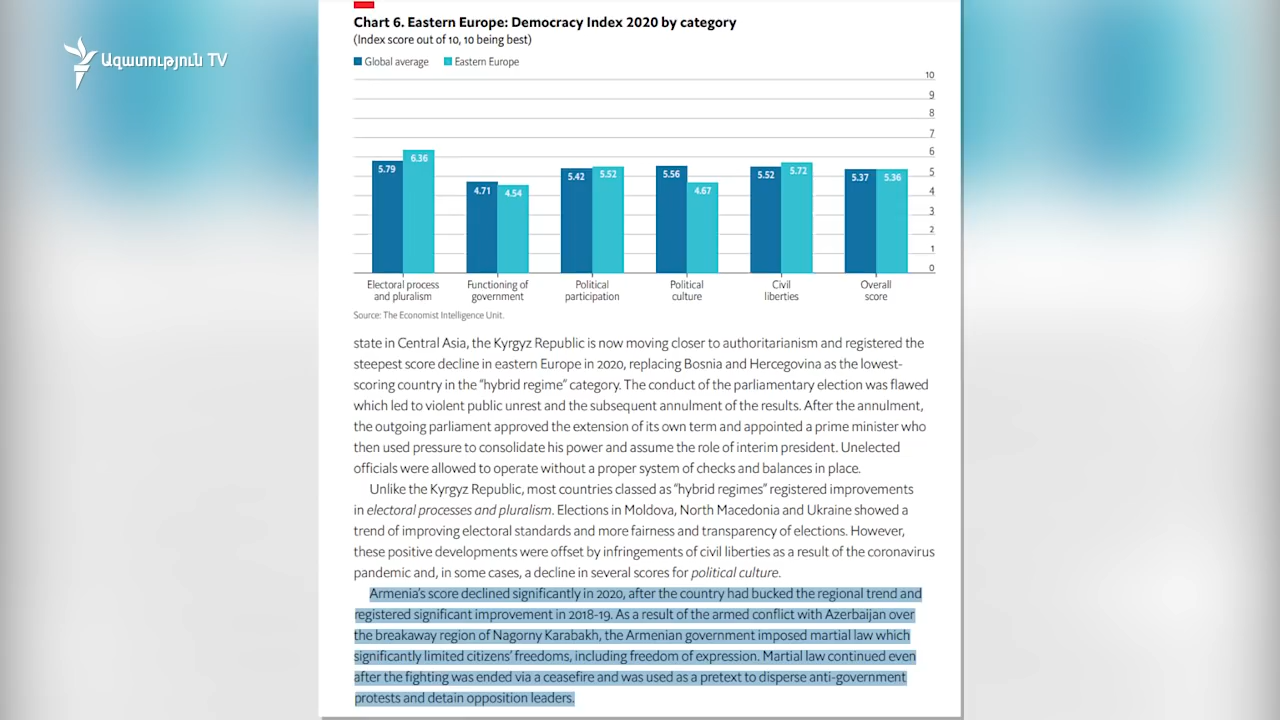 Ազատություն TV
Chart 6. Eastern Europe: Democracy Index 2020 by category
(Index score out of 10, 10 being best)
Global average Eastern Europe
10
9
8
7
6
5
4
3
2
1
0
5.79 6.36 4.71 4.54 5.42 5.52 5.56 4.67 5.52 5.72 5.37 5.36
Electoral process Functioning of Political Political Civil Overall
and pluralism government participation culture liberties score
Source: The Economist Intelligence Unit.
state in Central Asia, the Kyrgyz Republic is now moving closer to authoritarianism and registered the
steepest score decline in eastern Europe in 2020, replacing Bosnia and Hercegovina as the lowest-
scoring country in the “hybrid regime” category. The conduct of the parliamentary election was flawed
which led to violent public unrest and the subsequent annulment of the results. After the annulment,
the outgoing parliament approved the extension of its own term and appointed a prime minister who
then used pressure to consolidate his power and assume the role of interim president. Unelected
officials were allowed to operate without a proper system of checks and balances in place.
Unlike the Kyrgyz Republic, most countries classed as “hybrid regimes” registered improvements
in electoral processes and pluralism. Elections in Moldova, North Macedonia and Ukraine showed a
trend of improving electoral standards and more fairness and transparency of elections. However,
these positive developments were offset by infringements of civil liberties as a result of the coronavirus
pandemic and, in some cases, a decline in several scores for political culture.
Armenia’s score declined significantly in 2020, after the country had bucked the regional trend and
registered significant improvement in 2018-19. As a result of the armed conflict with Azerbaijan over
the breakaway region of Nagorny Karabakh, the Armenian government imposed martial law which
significantly limited citizens’ freedoms, including freedom of expression. Martial law continued even
after the fighting was ended via a ceasefire and was used as a pretext to disperse anti-government
protests and detain opposition leaders.